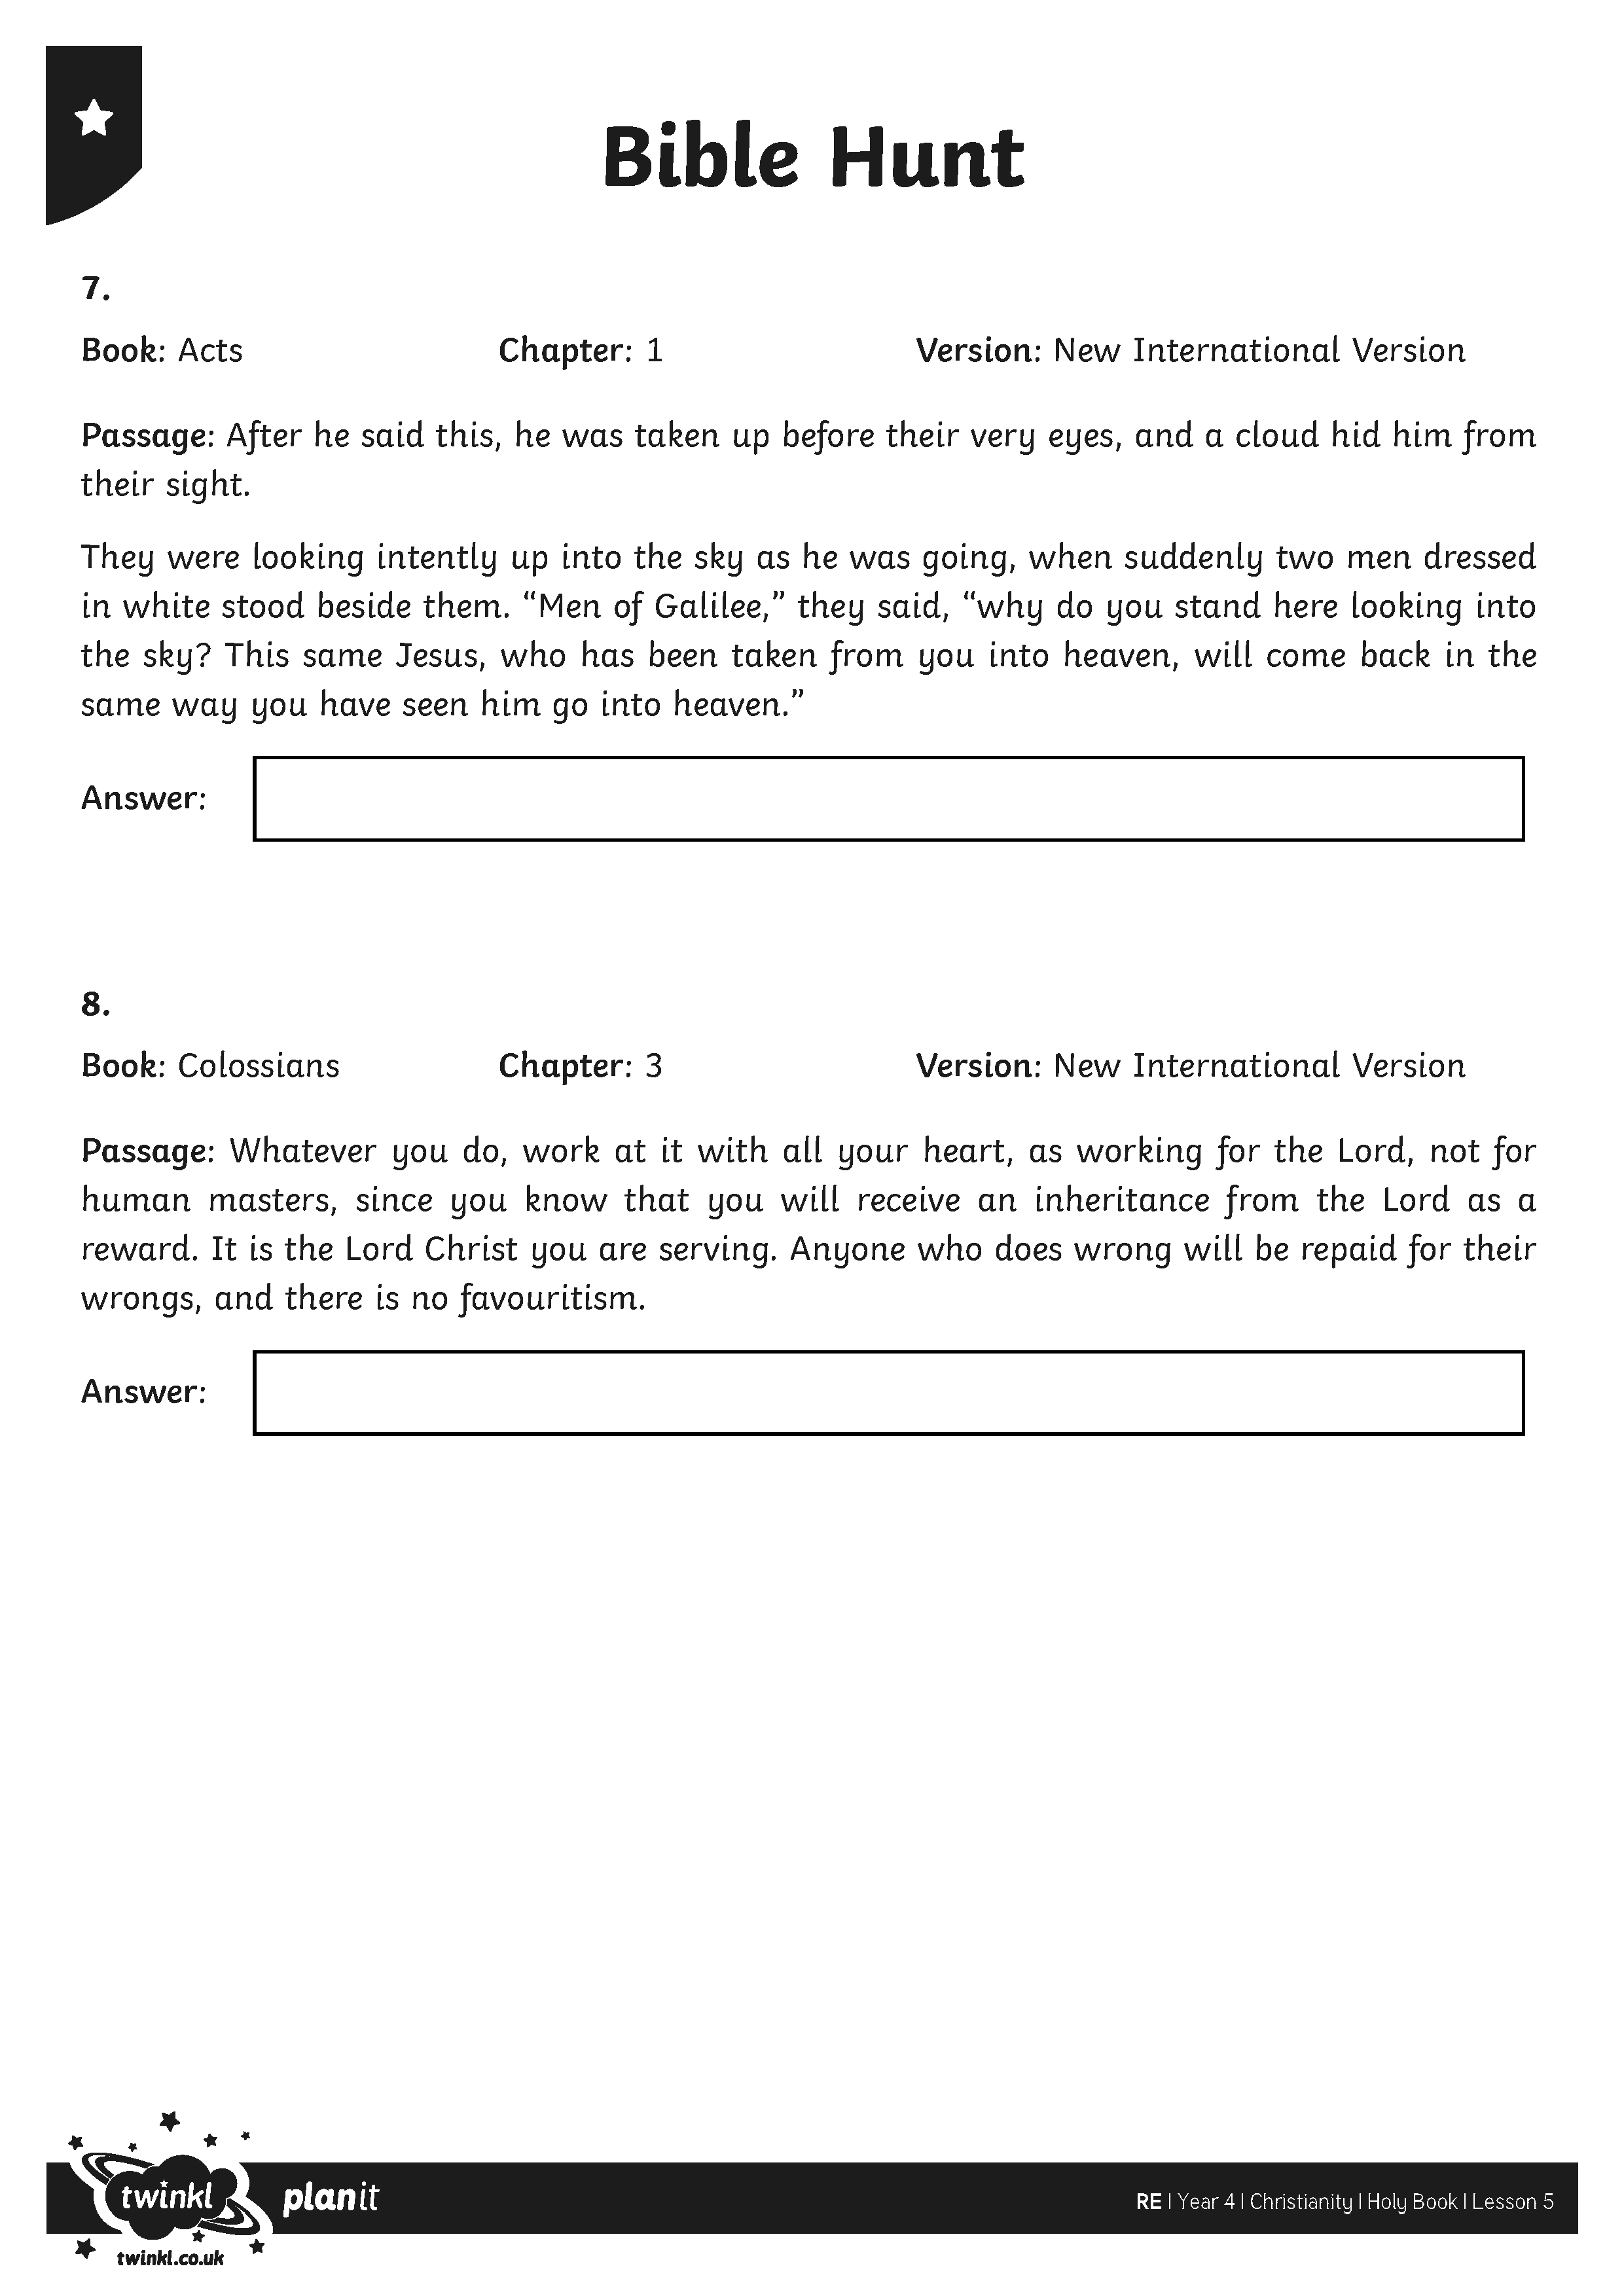 Bible Hunt
7.
Book: Acts Chapter: 1 Version: New International Version
Passage: After he said this, he was taken up before their very eyes, and a cloud hid him from
their sight.
They were looking intently up into the sky as he was going, when suddenly two men dressed
in white stood beside them. “Men of Galilee,” they said, “why do you stand here looking into
the sky? This same Jesus, who has been taken from you into heaven, will come back in the
same way you have seen him go into heaven.”
Answer:
8.
Book: Colossians Chapter: 3 Version: New International Version
Passage: Whatever you do, work at it with all your heart, as working for the Lord, not for
human masters, since you know that you will receive an inheritance from the Lord as a
reward. It is the Lord Christ you are serving. Anyone who does wrong will be repaid for their
wrongs, and there is no favouritism.
Answer:
twinkl planit
RE | Year 4 | Christianity | Holy Book | Lesson 5
twinkl.co.uk